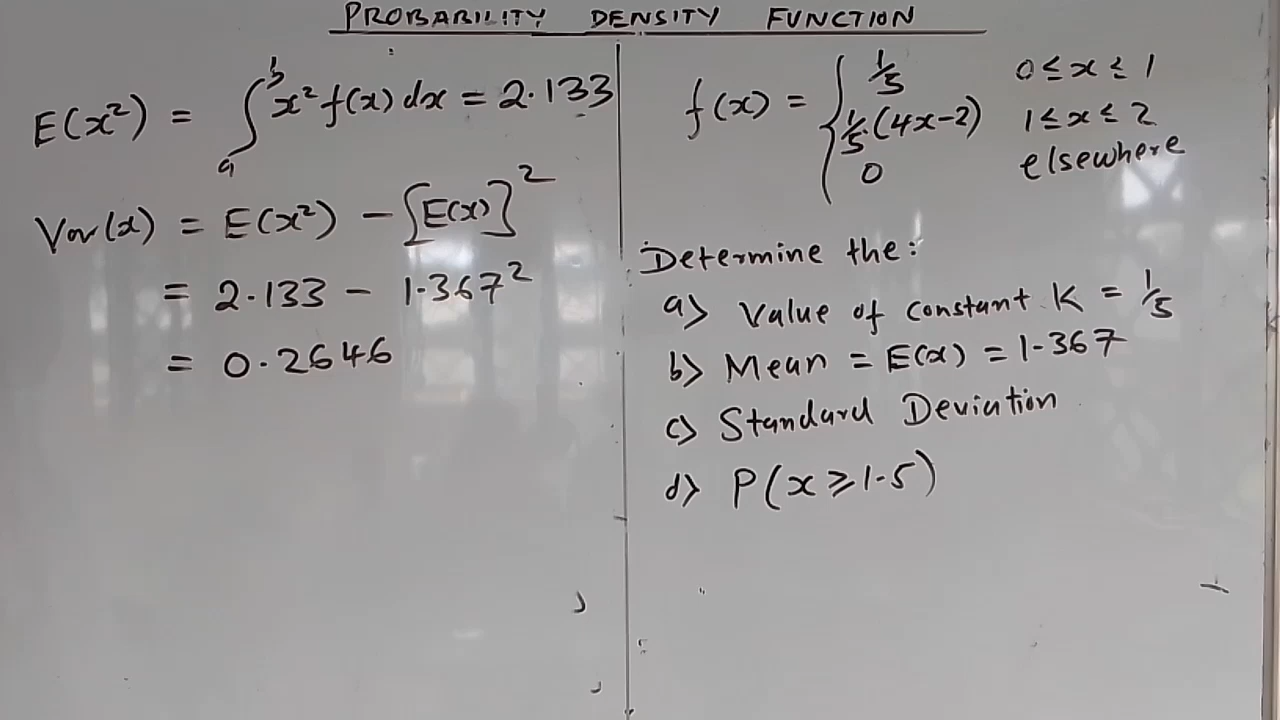 PROBABILITY DENSITY FUNCTION
E(x²) = ∫ₐᵇ x² f(x) dx = 2.133
Var(x) = E(x²) − [E(x)]²
= 2.133 − 1.367²
= 0.2646
f(x) = { 1/5 0 ≤ x ≤ 1
1/5 (4x−2) 1 ≤ x ≤ 2
0 elsewhere
Determine the:
a) Value of constant K = 1/5
b) Mean = E(x) = 1.367
c) Standard Deviation
d) P(x ≥ 1.5)